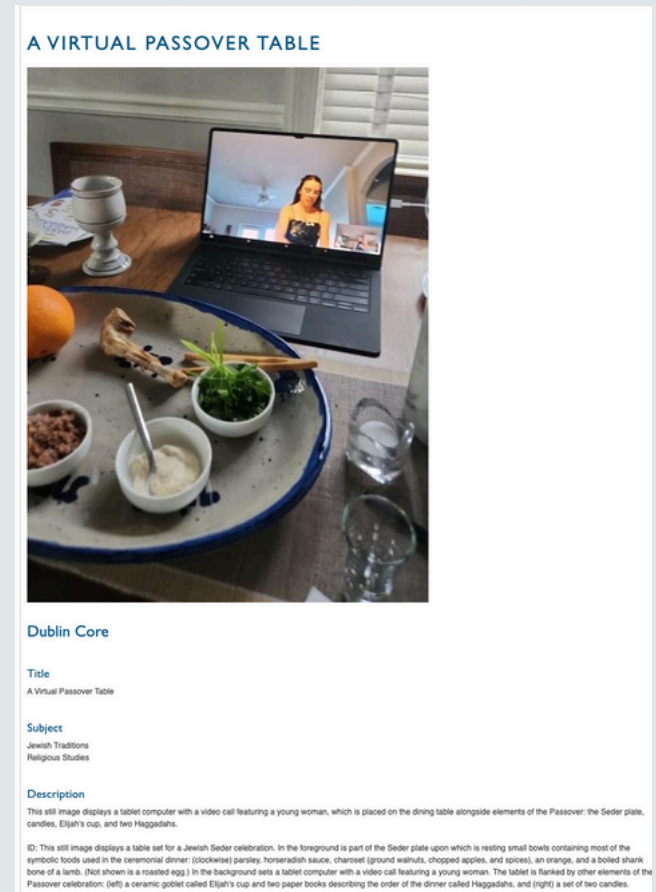 A VIRTUAL PASSOVER TABLE
Dublin Core
Title
A Virtual Passover Table
Subject
Jewish Traditions
Religious Studies
Description
This still image displays a tablet computer with a video call featuring a young woman, which is placed on the dining table alongside elements of the Passover: the Seder plate,
candles, Elijah's cup, and two Haggadahs.
ID: This still image displays a table set for a Jewish Seder celebration. In the foreground is part of the Seder plate upon which is resting small bowls containing most of the
symbolic foods used in the ceremonial dinner: (clockwise) parsley, horseradish sauce, charoset (ground walnuts, chopped apples, and spices), an orange, and a boiled shank
bone of a lamb. (Not shown is a roasted egg.) In the background sets a tablet computer with a video call featuring a young woman. The tablet is flanked by other elements of the
Passover celebration: (left) a ceramic goblet called Elijah's cup and two paper books describing the order of the dinner called Haggadahs, and (right) a set of two candles.